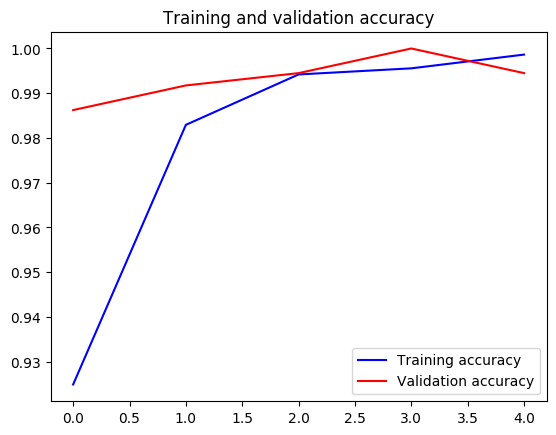 Training and validation accuracy
1.00
0.99
0.98
0.97
0.96
0.95
0.94
0.93
Training accuracy
Validation accuracy
0.0 0.5 1.0 1.5 2.0 2.5 3.0 3.5 4.0